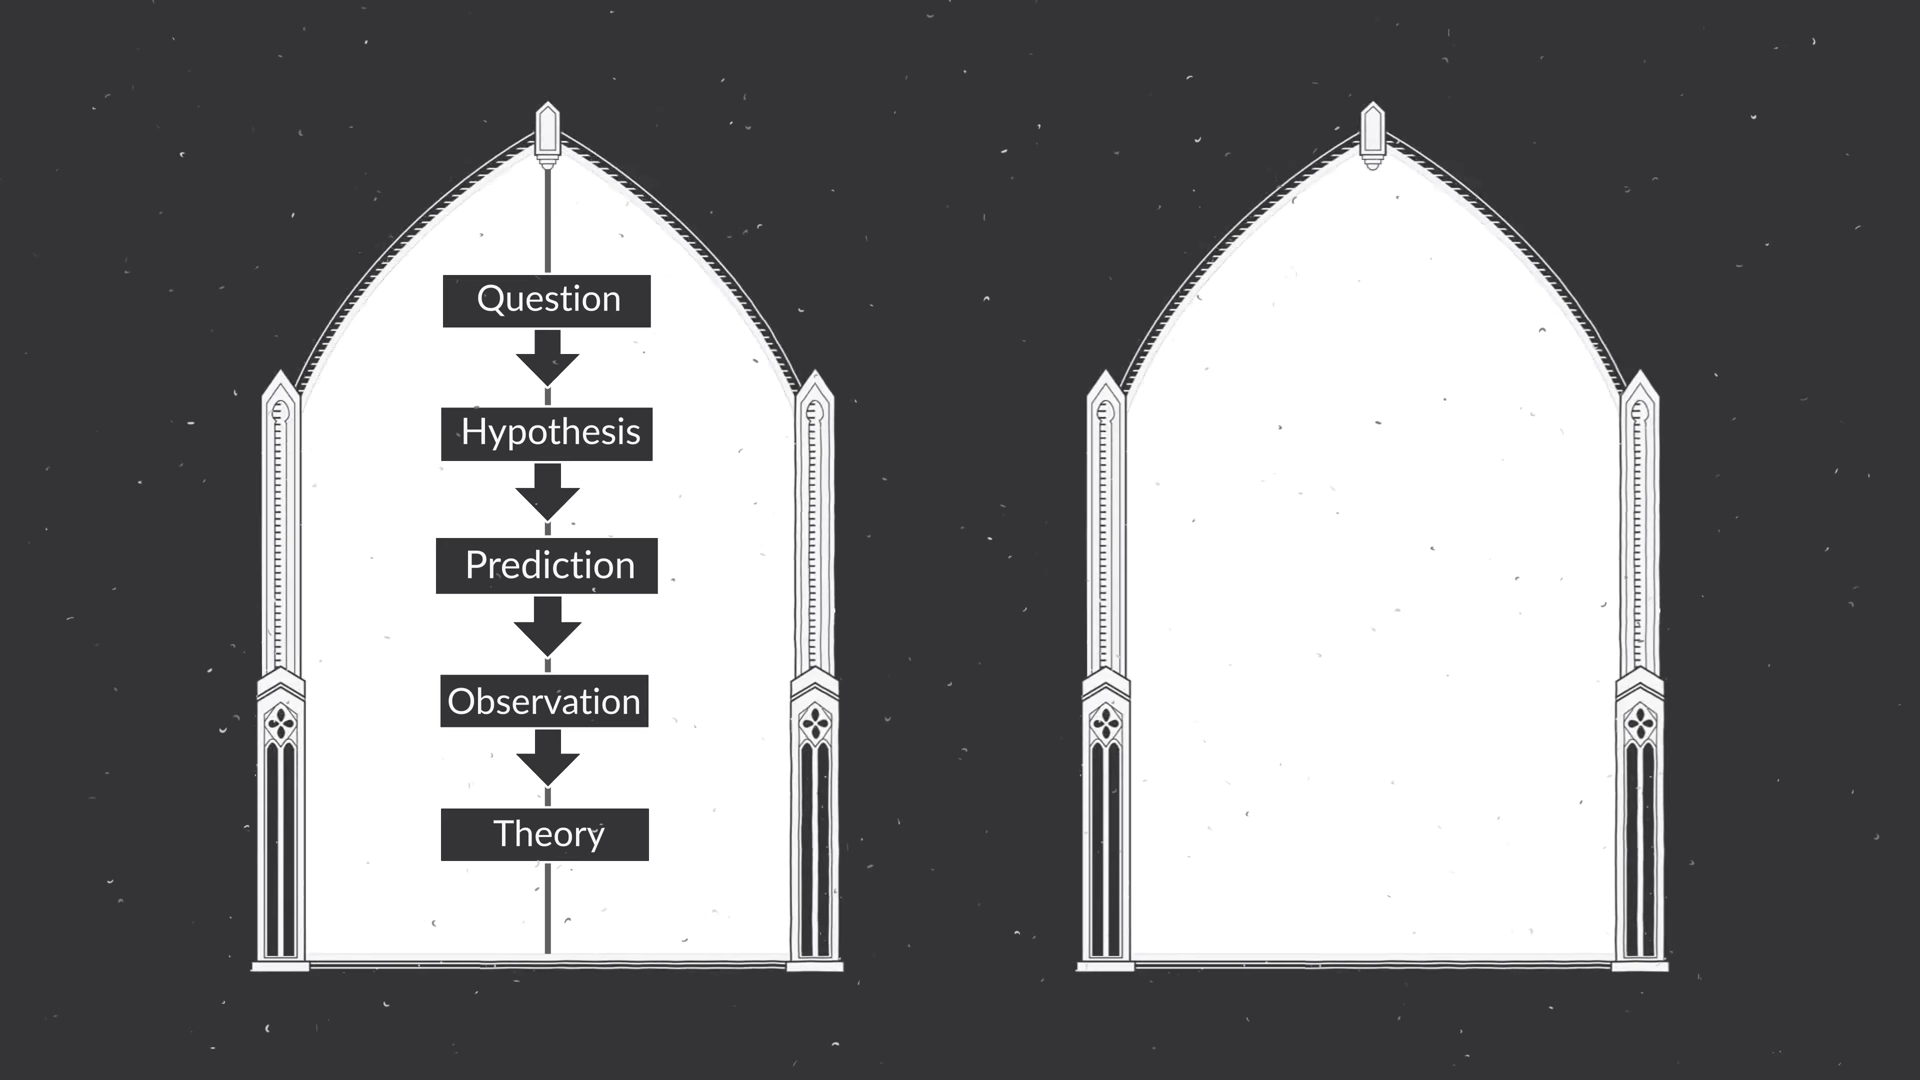 Question
Hypothesis
Prediction
Observation
Theory